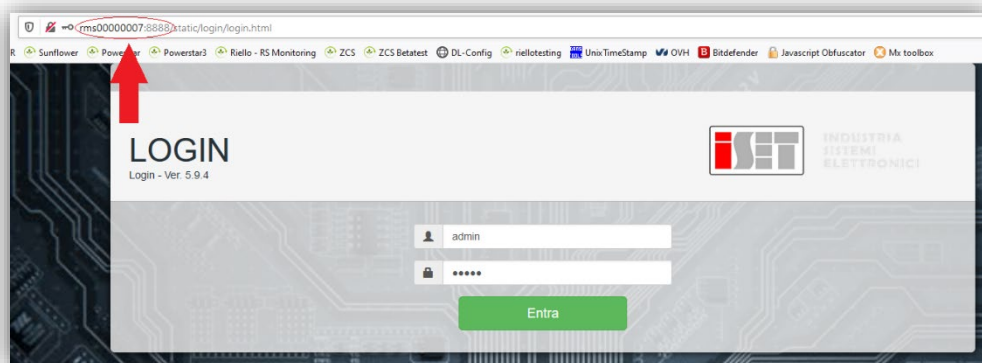 rms00000007:8888/static/login/login.html
R Sunflower Powerstar Powerstar3 Riello - RS Monitoring ZCS ZCS Betatest DL-Config riellotesting UnixTimeStamp OVH B Bitdefender Javascript Obfuscator Mx toolbox
LOGIN
Login - Ver. 5.9.4
iSET
INDUSTRIA
SISTEMI
ELETTRONICI
admin
•••••
Entra